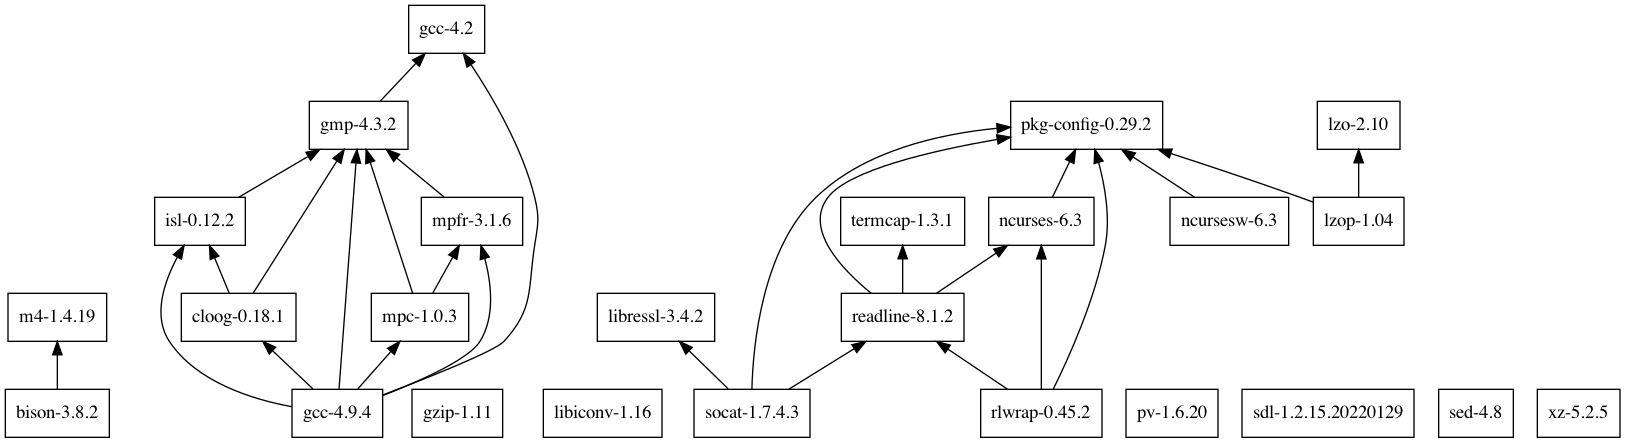 gcc-4.2
gmp-4.3.2
pkg-config-0.29.2
lzo-2.10
isl-0.12.2
mpfr-3.1.6
termcap-1.3.1
ncurses-6.3
ncursesw-6.3
lzop-1.04
m4-1.4.19
cloog-0.18.1
mpc-1.0.3
libressl-3.4.2
readline-8.1.2
bison-3.8.2
gcc-4.9.4
gzip-1.11
libiconv-1.16
socat-1.7.4.3
rlwrap-0.45.2
pv-1.6.20
sdl-1.2.15.20220129
sed-4.8
xz-5.2.5